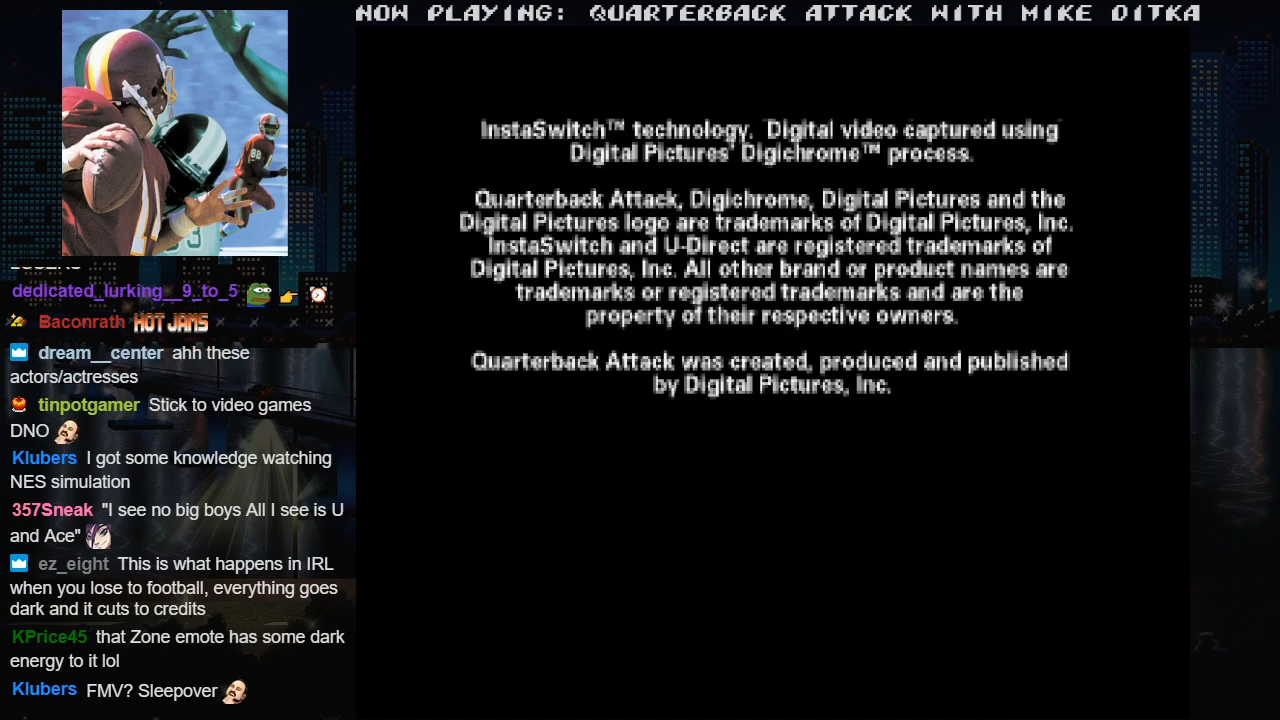 NOW PLAYING: QUARTERBACK ATTACK WITH MIKE DITKA
88
dedicated_lurking__9_to_5
Baconrath HOT JAMS
dream__center ahh these
actors/actresses
tinpotgamer Stick to video games
DNO
Klubers I got some knowledge watching
NES simulation
357Sneak "I see no big boys All I see is U
and Ace"
ez_eight This is what happens in IRL
when you lose to football, everything goes
dark and it cuts to credits
KPrice45 that Zone emote has some dark
energy to it lol
Klubers FMV? Sleepover
InstaSwitch™ technology. Digital video captured using
Digital Pictures' Digichrome™ process.
Quarterback Attack, Digichrome, Digital Pictures and the
Digital Pictures logo are trademarks of Digital Pictures, Inc.
InstaSwitch and U-Direct are registered trademarks of
Digital Pictures, Inc. All other brand or product names are
trademarks or registered trademarks and are the
property of their respective owners.
Quarterback Attack was created, produced and published
by Digital Pictures, Inc.